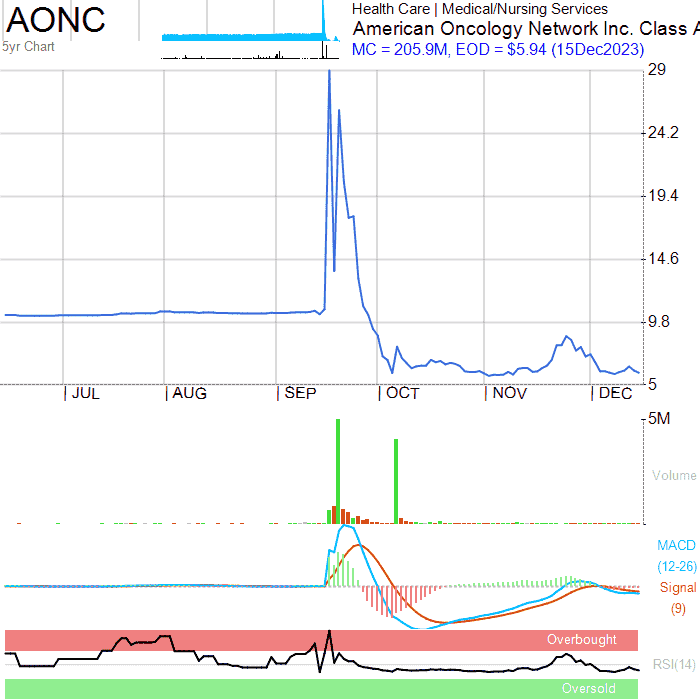 AONC
5yr Chart
Health Care | Medical/Nursing Services
American Oncology Network Inc. Class A
MC = 205.9M, EOD = $5.94 (15Dec2023)
29
24.2
19.4
14.6
9.8
5
| JUL | AUG | SEP | OCT | NOV | DEC
5M
Volume
MACD
(12-26)
Signal
(9)
Overbought
RSI(14)
Oversold